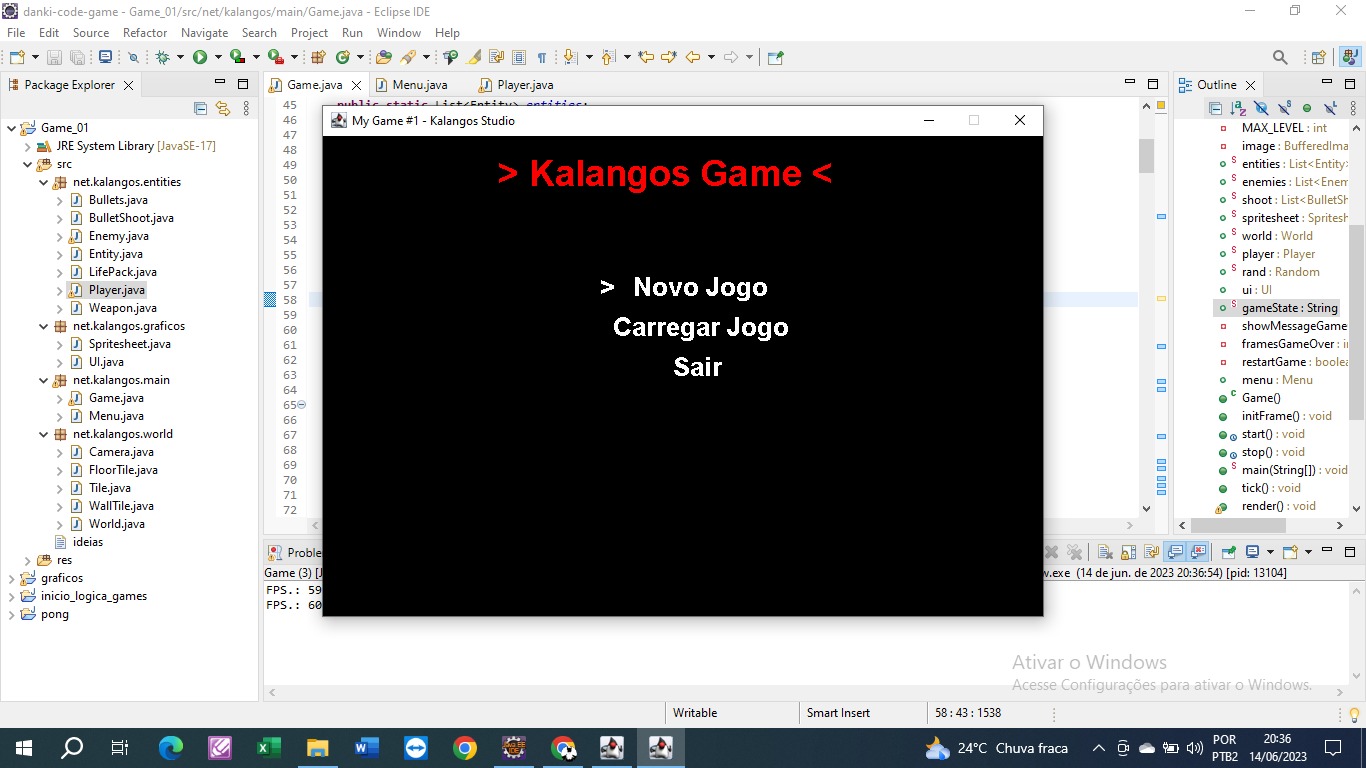 danki-code-game - Game_01/src/net/kalangos/main/Game.java - Eclipse IDE
File Edit Source Refactor Navigate Search Project Run Window Help
Package Explorer
Game_01
JRE System Library [JavaSE-17]
src
net.kalangos.entities
Bullets.java
BulletShoot.java
Enemy.java
Entity.java
LifePack.java
Player.java
Weapon.java
net.kalangos.graficos
Spritesheet.java
UI.java
net.kalangos.main
Game.java
Menu.java
net.kalangos.world
Camera.java
FloorTile.java
Tile.java
WallTile.java
World.java
ideias
res
graficos
inicio_logica_games
pong
Game.java Menu.java Player.java
45 public static List<Entity> entities;
46
47
48
49
50
51
52
53
54
55
56
57
58
59
60
61
62
63
64
65
66
67
68
69
70
71
72
My Game #1 - Kalangos Studio
> Kalangos Game <
> Novo Jogo
Carregar Jogo
Sair
Outline
MAX_LEVEL : int
image : BufferedIma
entities : List<Entity>
enemies : List<Enem
shoot : List<BulletSh
spritesheet : Spritesh
world : World
player : Player
rand : Random
ui : UI
gameState : String
showMessageGame
framesGameOver : i
restartGame : boolea
menu : Menu
Game()
initFrame() : void
start() : void
stop() : void
main(String[]) : void
tick() : void
render() : void
Proble
Game (3) [J w.exe (14 de jun. de 2023 20:36:54) [pid: 13104]
FPS.: 59
FPS.: 60
Ativar o Windows
Acesse Configurações para ativar o Windows.
Writable Smart Insert 58 : 43 : 1538
24°C Chuva fraca
POR
PTB2
20:36
14/06/2023